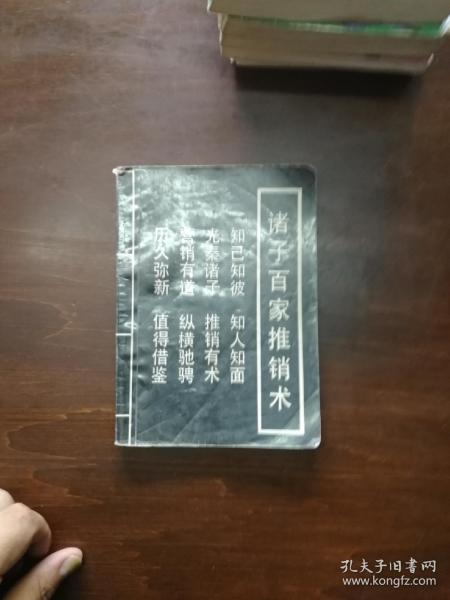 诸子百家推销术
知己知彼 知人知面
先秦诸子 推销有术
营销有道 纵横驰骋
历久弥新 值得借鉴
孔夫子旧书网
www.kongfz.com